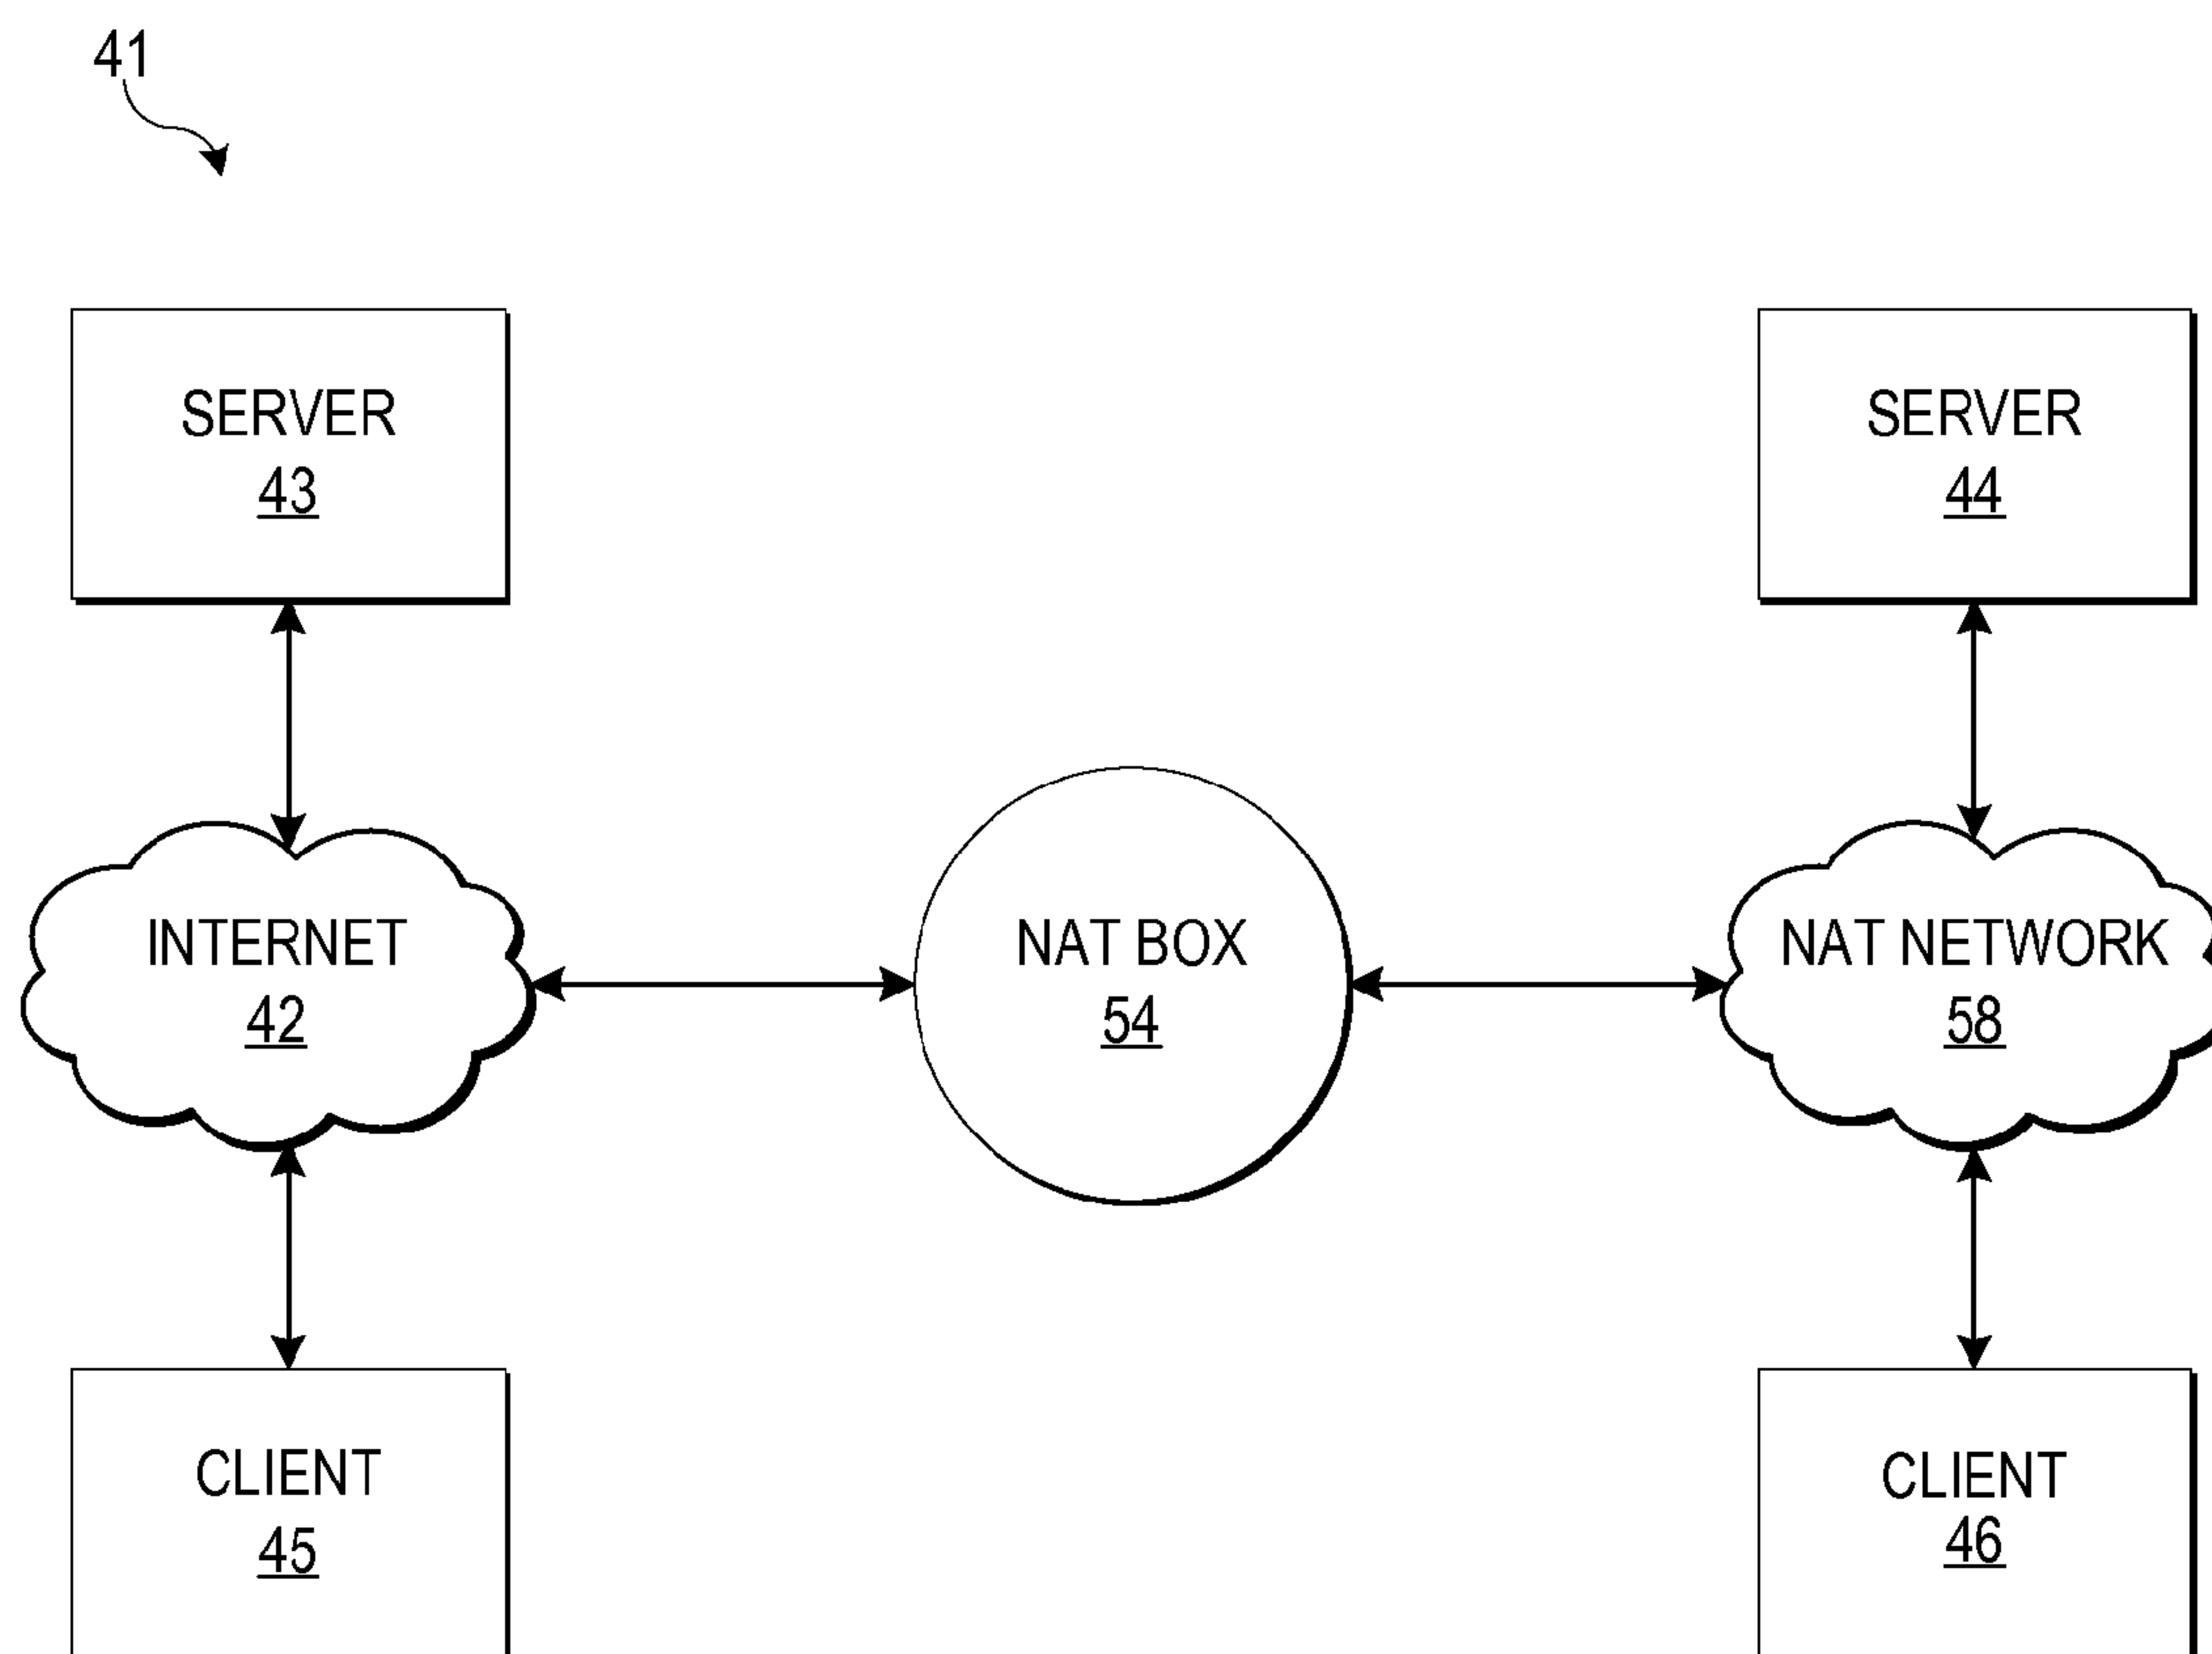 41
SERVER
43
SERVER
44
INTERNET
42
NAT BOX
54
NAT NETWORK
58
CLIENT
45
CLIENT
46